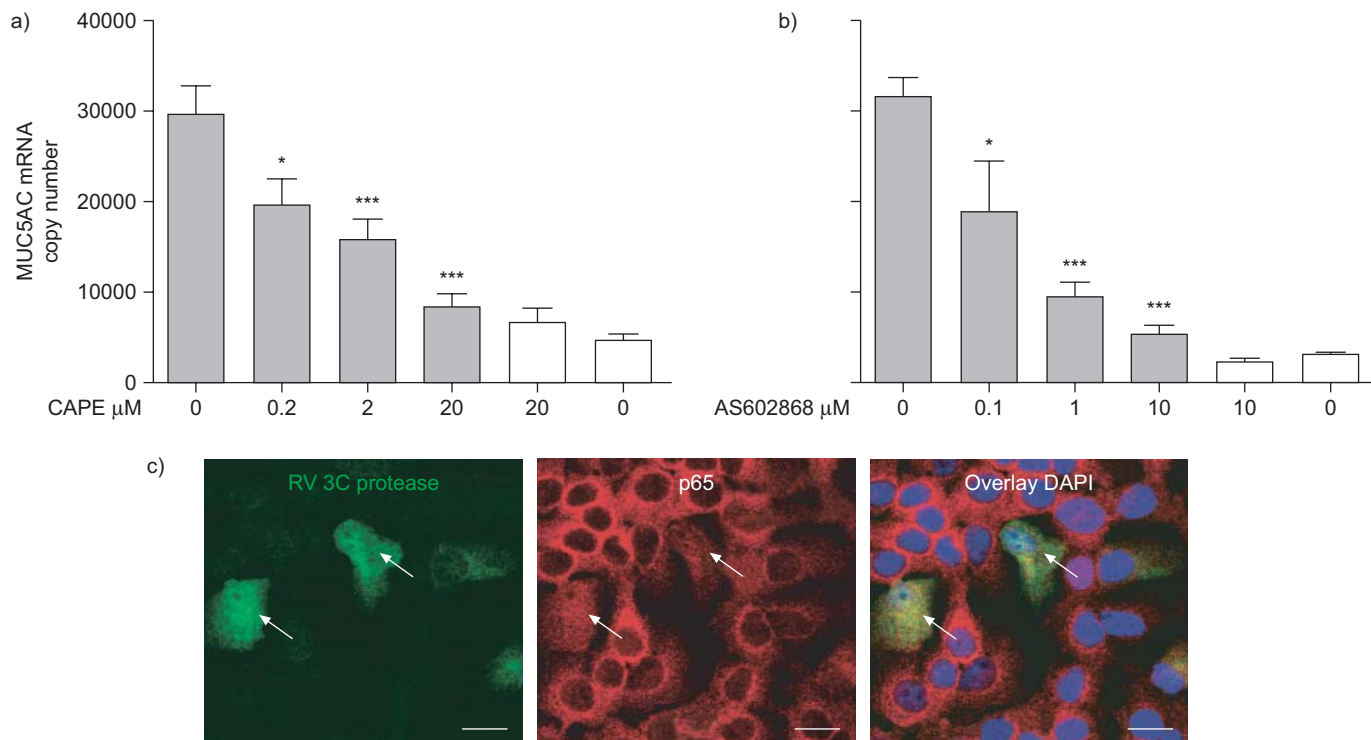 a)
40000
30000
20000
10000
0
MUC5AC mRNA
copy number
*
***
***
CAPE µM 0 0.2 2 20 20 0
b)
*
***
***
AS602868 µM 0 0.1 1 10 10 0
c)
RV 3C protease
p65
Overlay DAPI